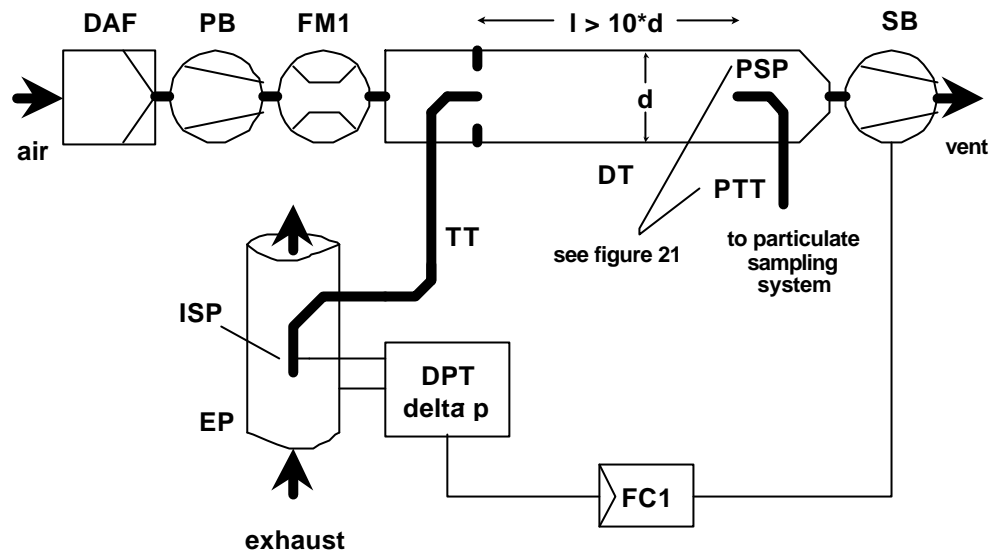 DAF
PB
FM1
l > 10*d
SB
d
PSP
air
vent
DT
PTT
TT
see figure 21
to particulate
sampling
system
ISP
DPT
delta p
EP
FC1
exhaust